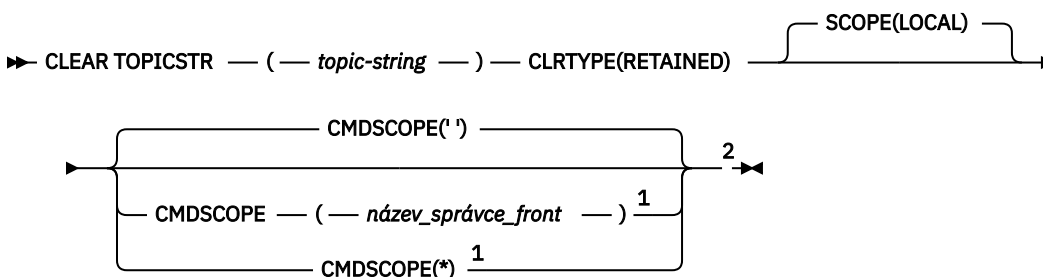 SCOPE(LOCAL)
CLEAR TOPICSTR ( topic-string ) CLRTYPE(RETAINED)
CMDSCOPE(' ')
2
CMDSCOPE ( název_správce_front ) 1
CMDSCOPE(*) 1